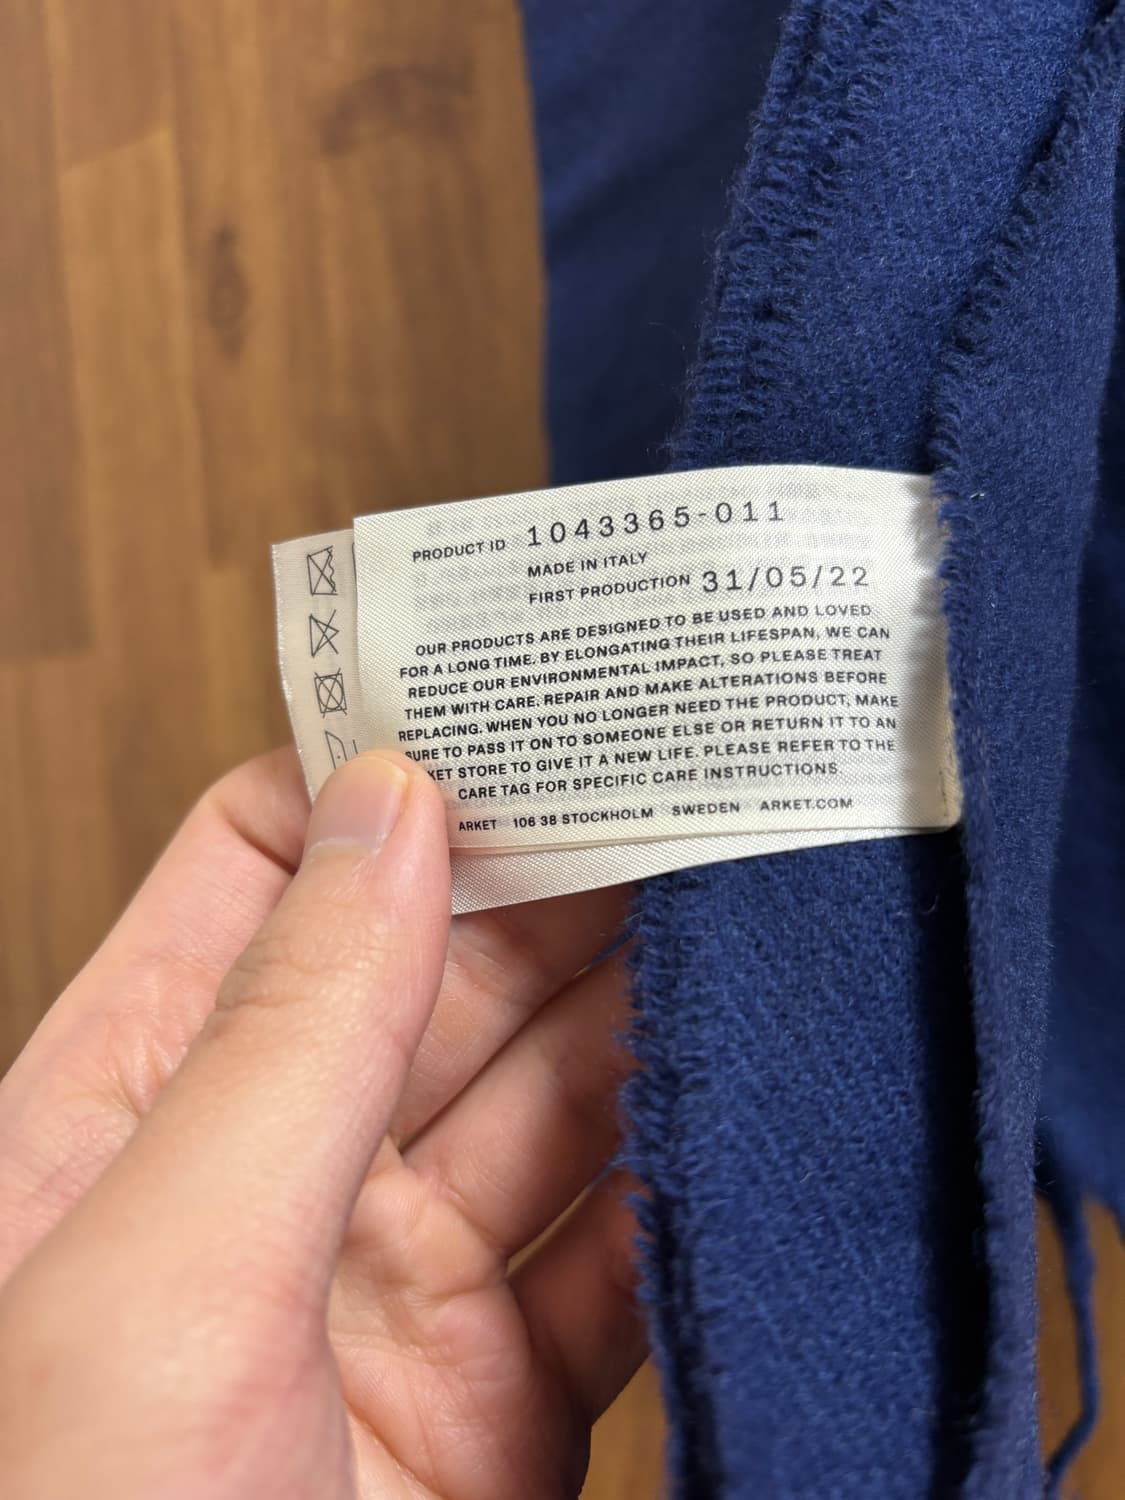 PRODUCT ID 1043365-011
MADE IN ITALY
FIRST PRODUCTION 31/05/22
OUR PRODUCTS ARE DESIGNED TO BE USED AND LOVED
FOR A LONG TIME. BY ELONGATING THEIR LIFESPAN, WE CAN
REDUCE OUR ENVIRONMENTAL IMPACT, SO PLEASE TREAT
THEM WITH CARE. REPAIR AND MAKE ALTERATIONS BEFORE
REPLACING. WHEN YOU NO LONGER NEED THE PRODUCT, MAKE
SURE TO PASS IT ON TO SOMEONE ELSE OR RETURN IT TO AN
KET STORE TO GIVE IT A NEW LIFE. PLEASE REFER TO THE
CARE TAG FOR SPECIFIC CARE INSTRUCTIONS.
ARKET 106 38 STOCKHOLM SWEDEN ARKET.COM